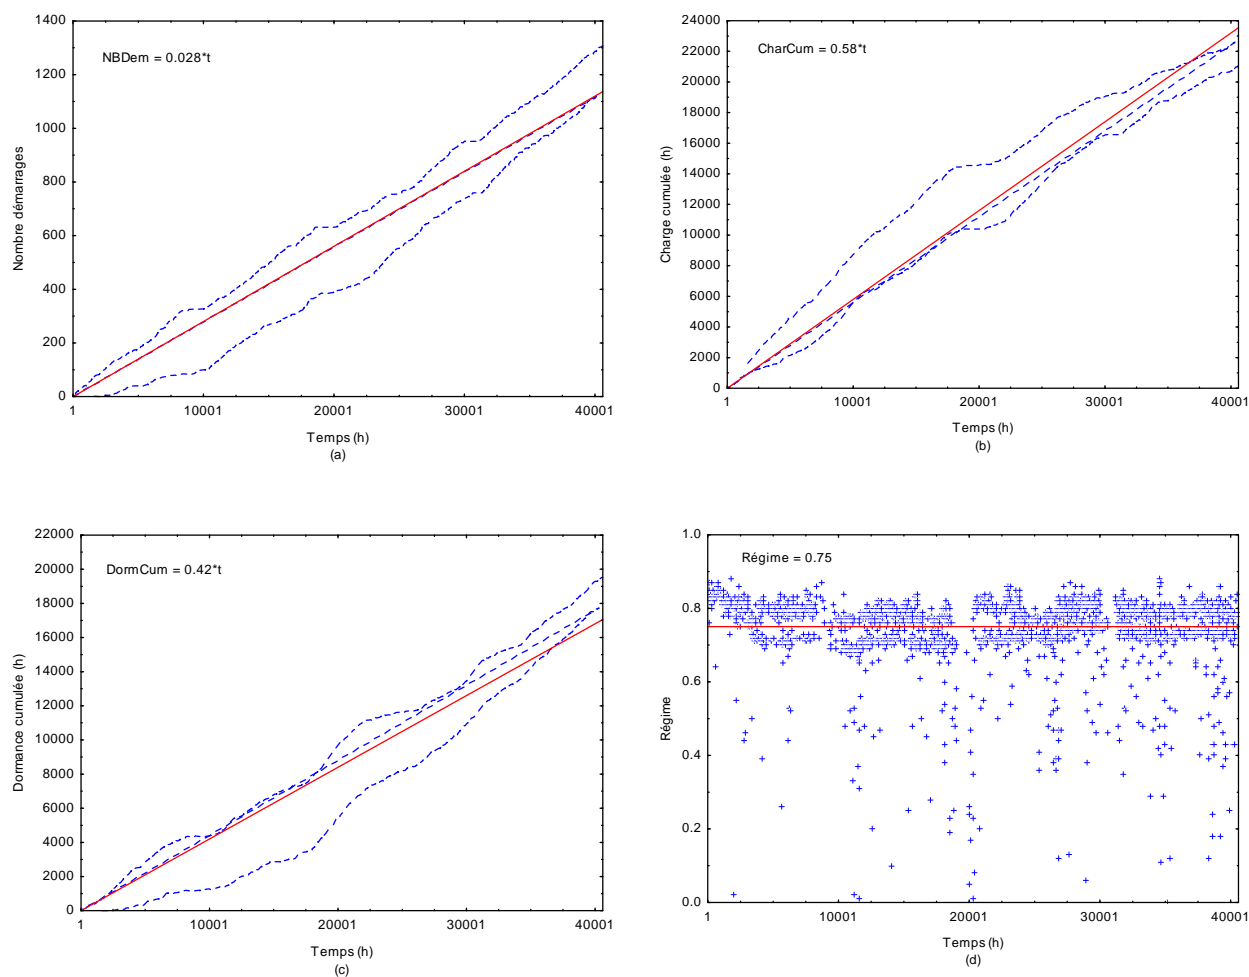 1400
1200
1000
800
600
400
200
0
NBDem = 0.028*t
Nombre démarrages
1 10001 20001 30001 40001
Temps (h)
(a)
24000
22000
20000
18000
16000
14000
12000
10000
8000
6000
4000
2000
0
CharCum = 0.58*t
Charge cumulée (h)
1 10001 20001 30001 40001
Temps (h)
(b)
22000
20000
18000
16000
14000
12000
10000
8000
6000
4000
2000
0
DormCum = 0.42*t
Dormance cumulée (h)
1 10001 20001 30001 40001
Temps (h)
(c)
1.0
0.8
0.6
0.4
0.2
0.0
Régime = 0.75
Régime
1 10001 20001 30001 40001
Temps (h)
(d)